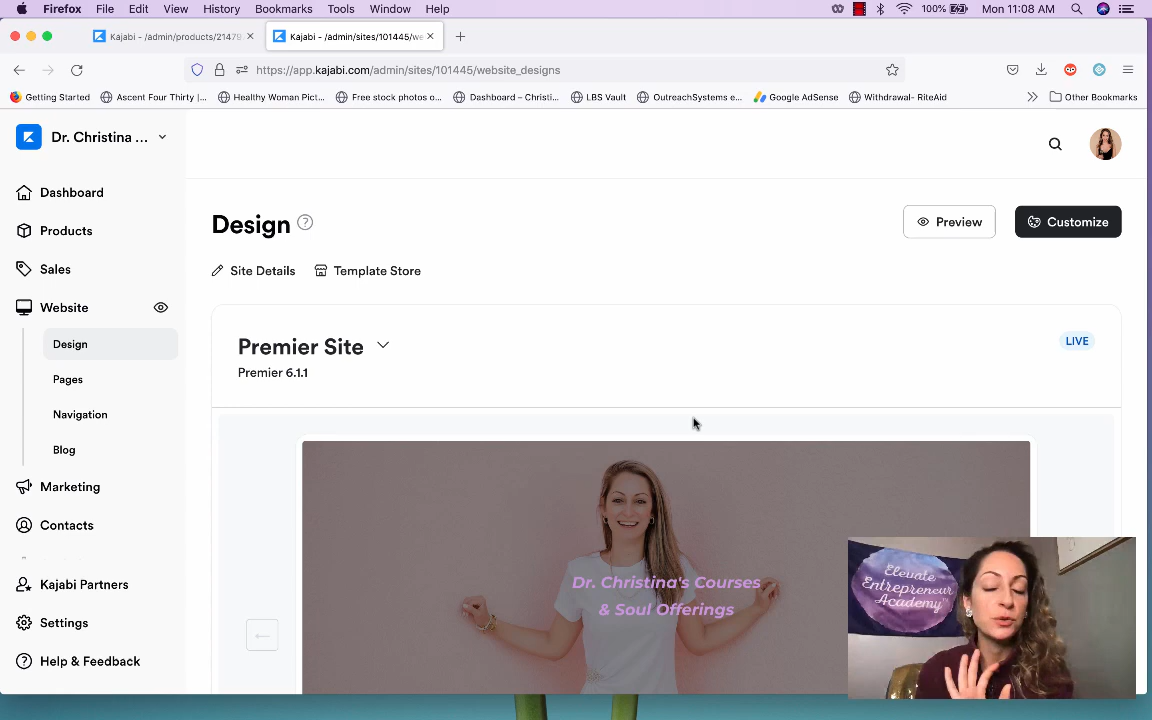 Firefox File Edit View History Bookmarks Tools Window Help 100% Mon 11:08 AM
Kajabi - /admin/products/21479 Kajabi - /admin/sites/101445/we
https://app.kajabi.com/admin/sites/101445/website_designs
Getting Started Ascent Four Thirty |... Healthy Woman Pict... Free stock photos o... Dashboard – Christi... LBS Vault OutreachSystems e... Google AdSense Withdrawal- RiteAid Other Bookmarks
Dr. Christina ...
Dashboard
Products
Sales
Website
Design
Pages
Navigation
Blog
Marketing
Contacts
Kajabi Partners
Settings
Help & Feedback
Design
Preview
Customize
Site Details Template Store
Premier Site
LIVE
Premier 6.1.1
Dr. Christina's Courses
& Soul Offerings
Elevate
Entrepreneur
Academy